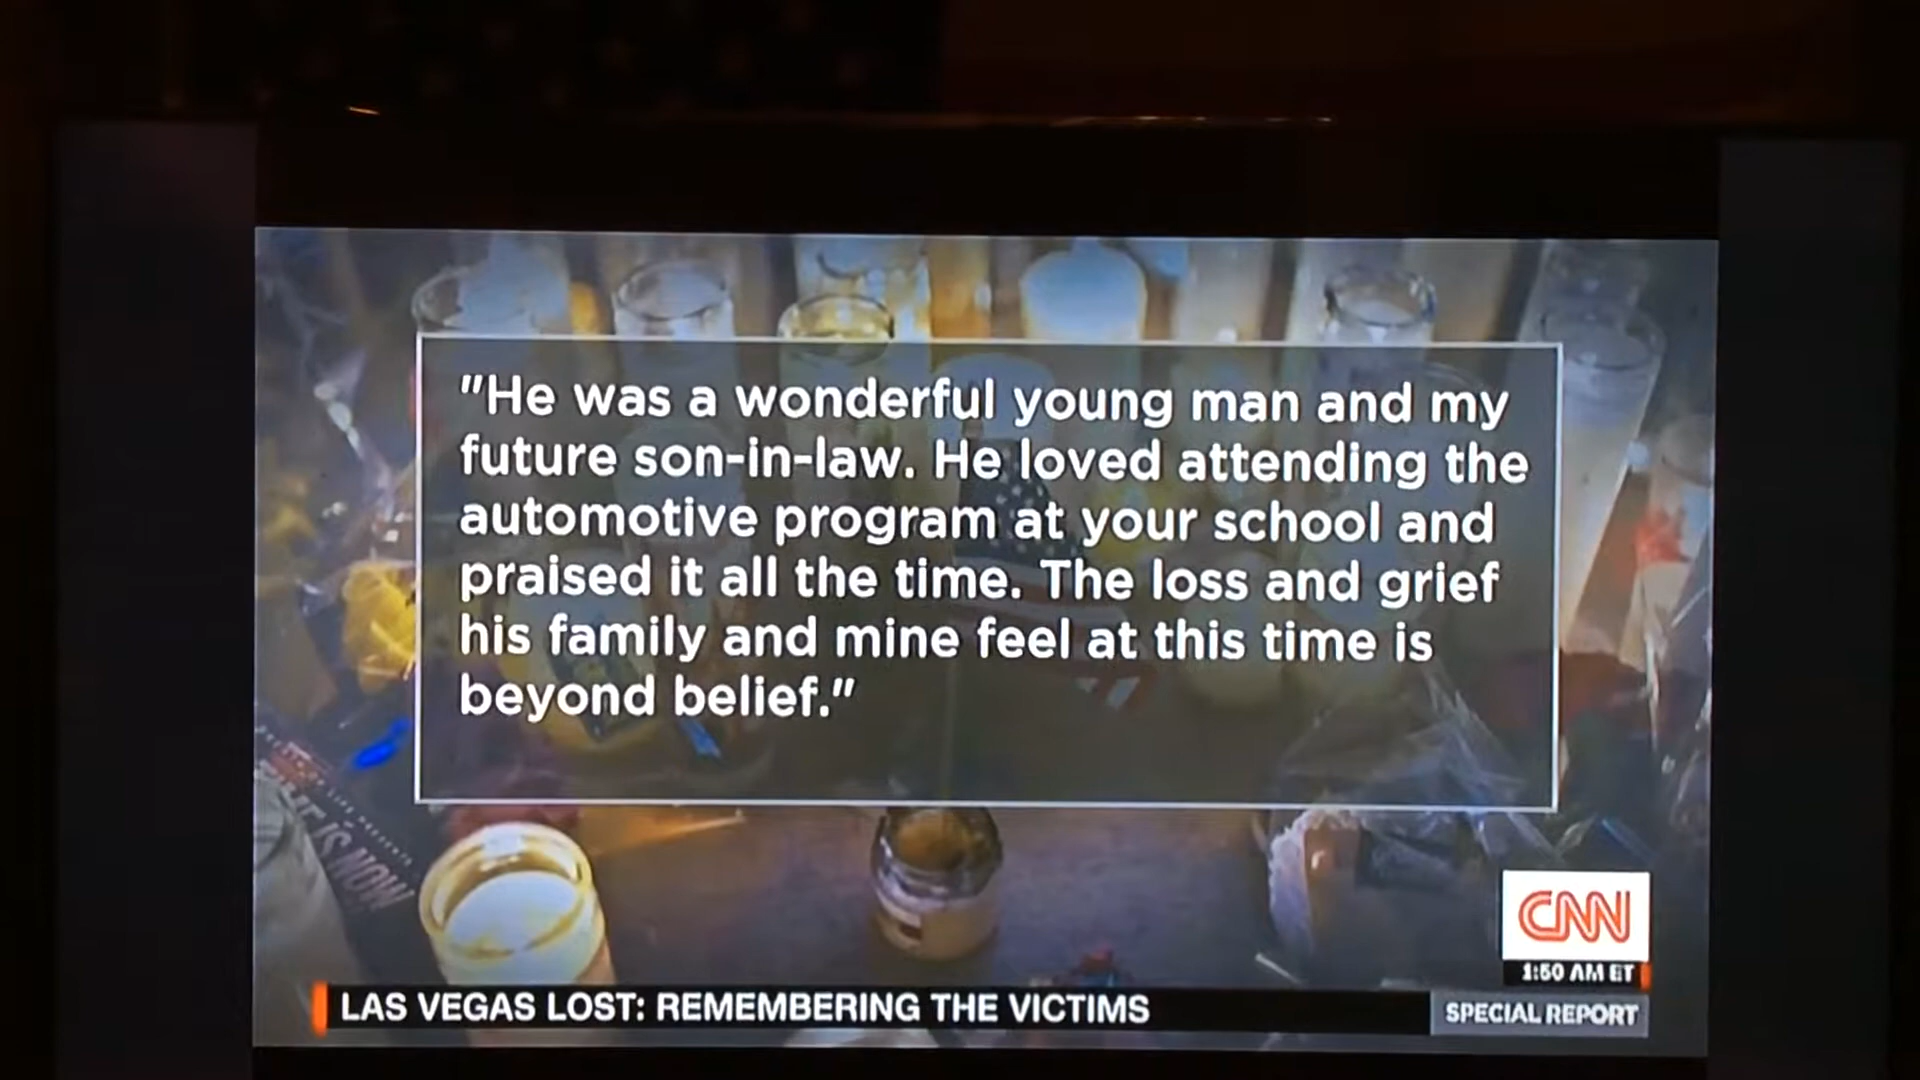 "He was a wonderful young man and my
future son-in-law. He loved attending the
automotive program at your school and
praised it all the time. The loss and grief
his family and mine feel at this time is
beyond belief."
IS NOW
CNN
1:50 AM ET
LAS VEGAS LOST: REMEMBERING THE VICTIMS
SPECIAL REPORT